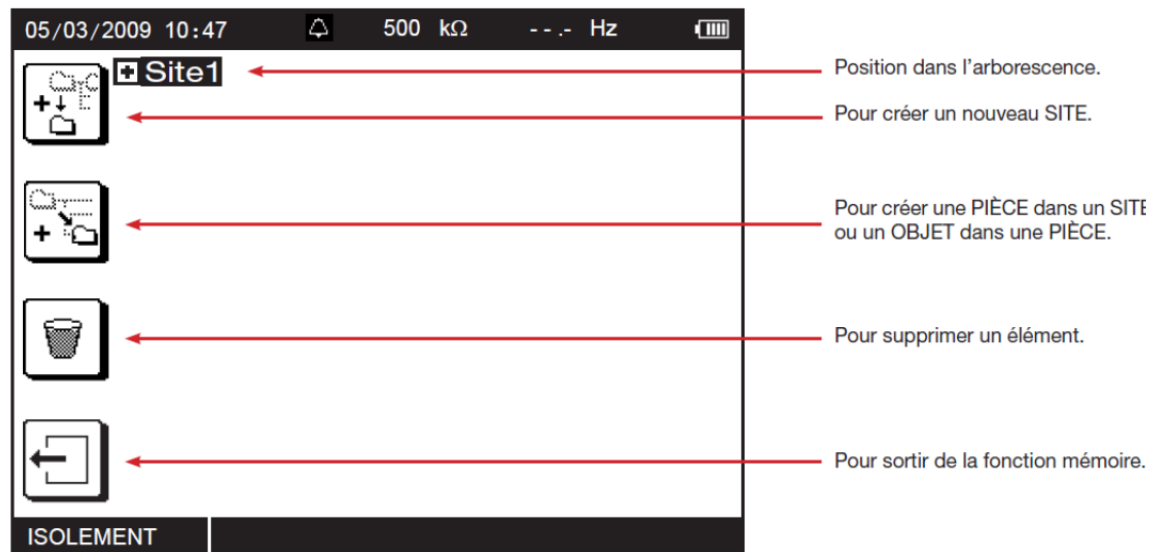 05/03/2009 10:47 500 kΩ - - .- Hz
+ Site1
Position dans l'arborescence.
Pour créer un nouveau SITE.
Pour créer une PIÈCE dans un SITE
ou un OBJET dans une PIÈCE.
Pour supprimer un élément.
Pour sortir de la fonction mémoire.
ISOLEMENT